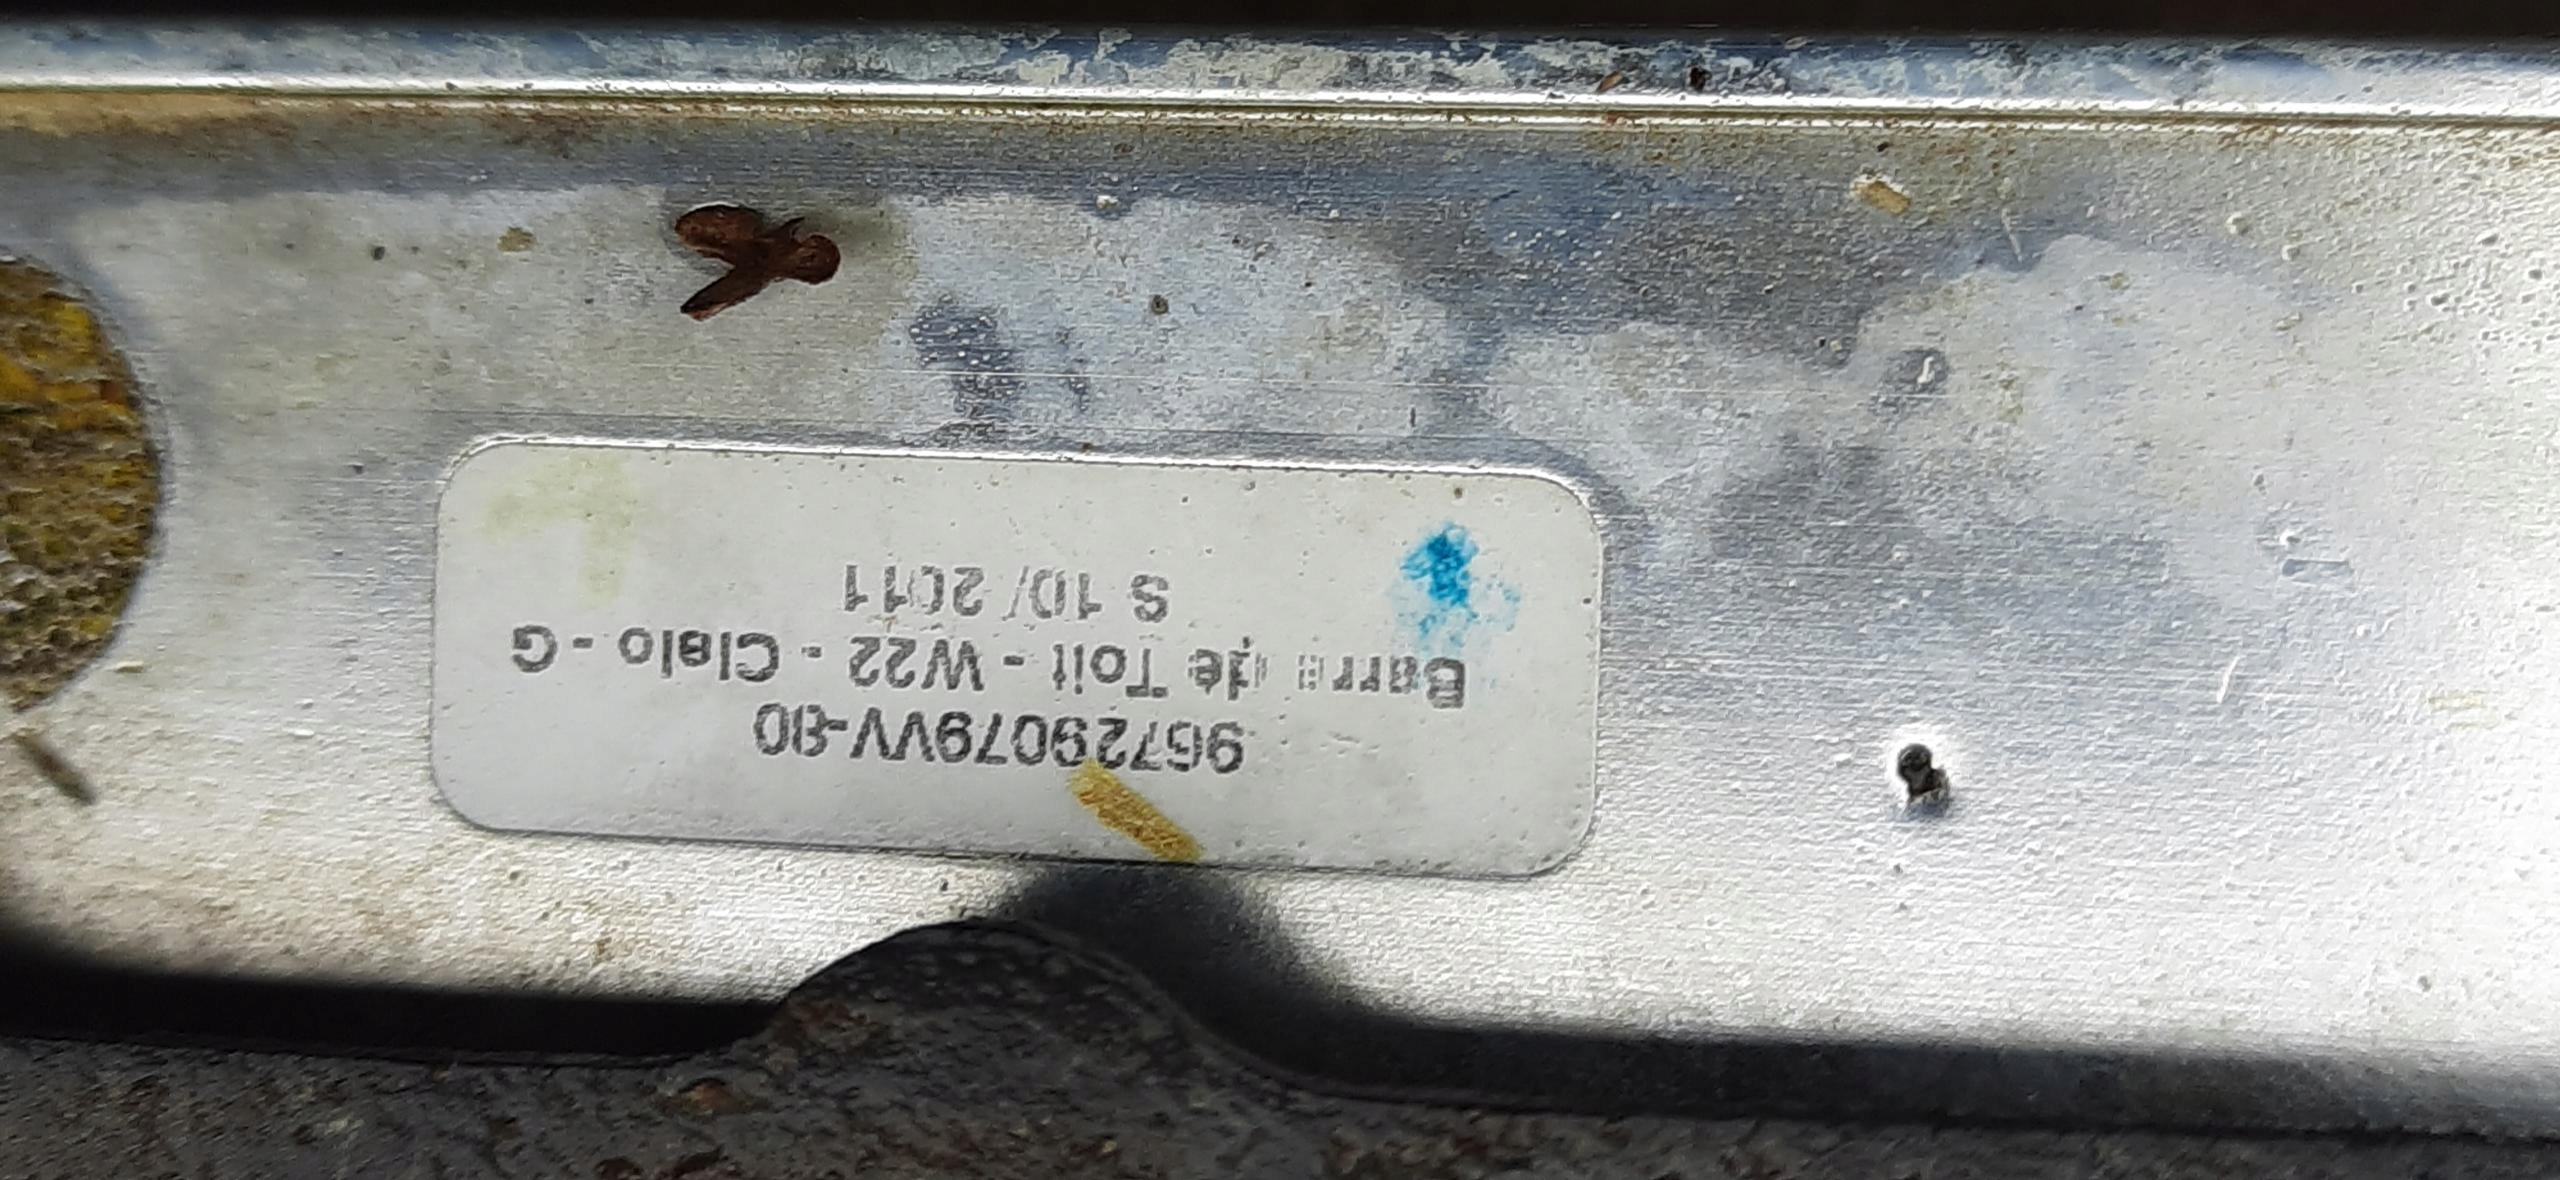 96729079VV-80
Barre de Toit - W22 - Cielo - G
S 10/2011